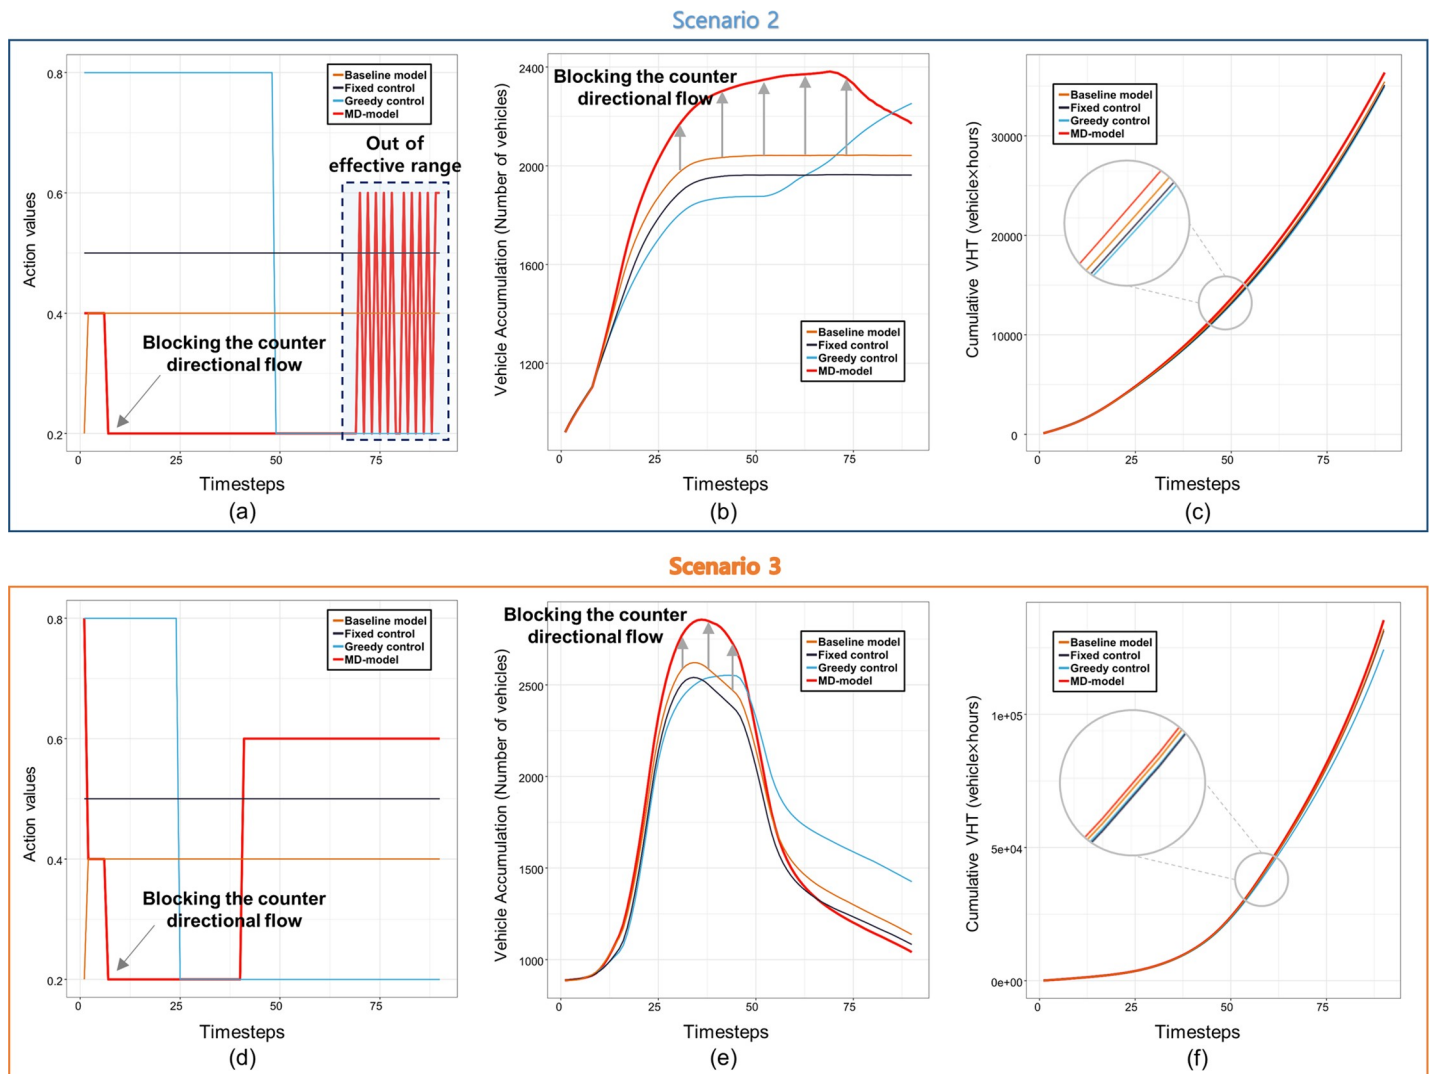 Scenario 2
0.8
0.6
0.4
0.2
0
25
50
75
Action values
Timesteps
(a)
Baseline model
Fixed control
Greedy control
MD-model
Out of
effective range
Blocking the counter
directional flow
2400
2000
1600
1200
0
25
50
75
Vehicle Accumulation (Number of vehicles)
Timesteps
(b)
Blocking the counter
directional flow
Baseline model
Fixed control
Greedy control
MD-model
30000
20000
10000
0
0
25
50
75
Cumulative VHT (vehicle×hours)
Timesteps
(c)
Baseline model
Fixed control
Greedy control
MD-model
Scenario 3
0.8
0.6
0.4
0.2
0
25
50
75
Action values
Timesteps
(d)
Baseline model
Fixed control
Greedy control
MD-model
Blocking the counter
directional flow
2500
2000
1500
1000
0
25
50
75
Vehicle Accumulation (Number of vehicles)
Timesteps
(e)
Blocking the counter
directional flow
Baseline model
Fixed control
Greedy control
MD-model
1e+05
5e+04
0e+00
0
25
50
75
Cumulative VHT (vehicle×hours)
Timesteps
(f)
Baseline model
Fixed control
Greedy control
MD-model